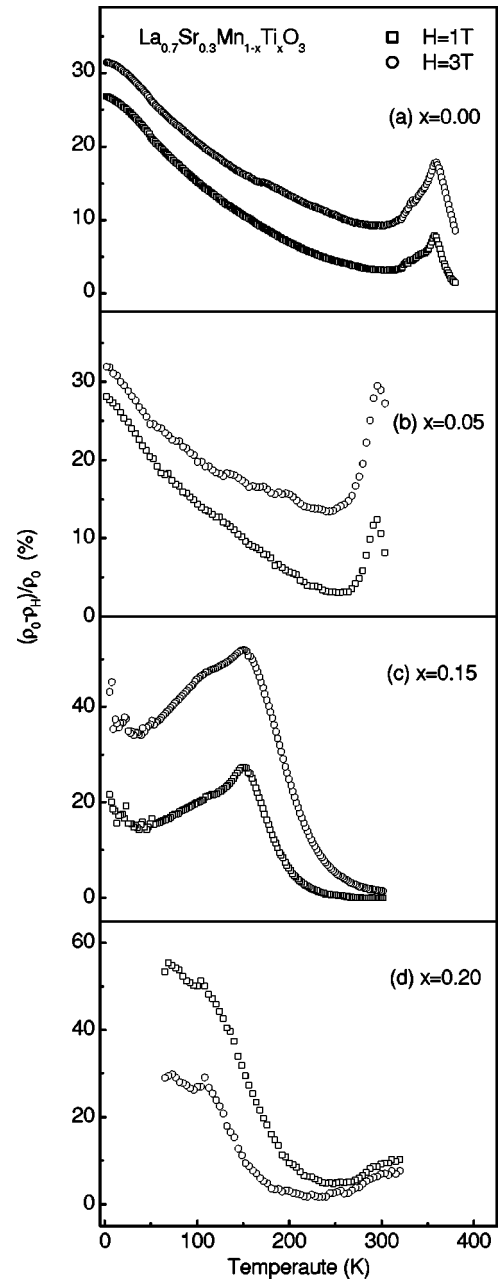 La0.7Sr0.3Mn1-xTixO3
□ H=1T
○ H=3T
(a) x=0.00
30
20
10
0
(b) x=0.05
30
20
10
0
(ρ0-ρH)/ρ0 (%)
(c) x=0.15
40
20
0
(d) x=0.20
60
40
20
0
0 100 200 300 400
Temperaute (K)